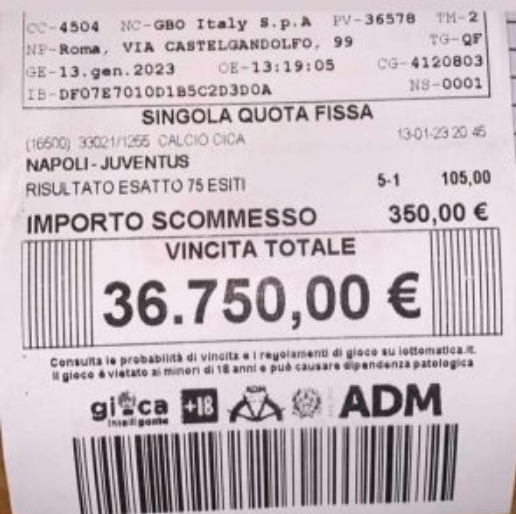 CC-4504 NC-GBO Italy S.p.A PV-36578 TM-2
NP-Roma, VIA CASTELGANDOLFO, 99 TG-QF
GE-13.gen.2023 OE-13:19:05 CG-4120803
IB-DF07E7010D1B5C2D3D0A NS-0001
SINGOLA QUOTA FISSA
(16500) 33021/1255 CALCIO CICA 13-01-23 20 45
NAPOLI-JUVENTUS
RISULTATO ESATTO 75 ESITI 5-1 105,00
IMPORTO SCOMMESSO 350,00 €
VINCITA TOTALE
36.750,00 €
Consulta le probabilità di vincita e i regolamenti di gioco su lottomatica.it.
Il gioco è vietato ai minori di 18 anni e può causare dipendenza patologica
gioca intelligente +18 ADM ADM